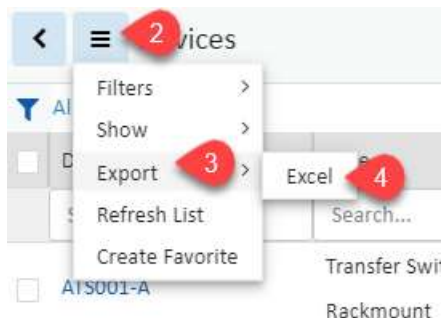 2 vices
Filters
Al
Show
D
Export 3
Excel 4
e
S
Refresh List
Search...
Create Favorite
Transfer Swit
ATS001-A
Rackmount